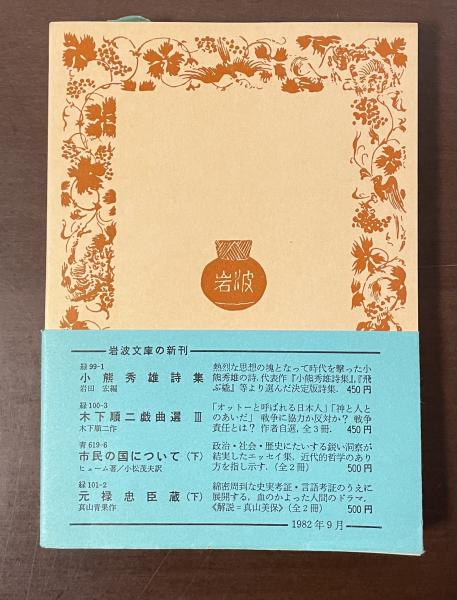 岩波
岩波文庫の新刊
緑99-1
小熊秀雄詩集
岩田 宏編
熱烈な思想の塊となって時代を撃った小
熊秀雄の詩.代表作『小熊秀雄詩集』,『飛
ぶ橇』等より選んだ決定版詩集. 450円
緑100-3
木下順二戯曲選 Ⅲ
木下順二作
「オットーと呼ばれる日本人」「神と人と
のあいだ」 戦争に協力か反対か？ 戦争
責任とは？ 作者自選,全3冊. 450円
青619-6
市民の国について〈下〉
ヒューム著／小松茂夫訳
政治・社会・歴史にたいする鋭い洞察が
結実したエッセイ集.近代的哲学のあり
方を指し示す.（全2冊） 500円
緑101-2
元禄忠臣蔵〈下〉
真山青果作
綿密周到な史実考証・言語考証のうえに
展開する,血のかよった人間のドラマ.
《解説＝真山美保》（全2冊） 500円
1982年9月